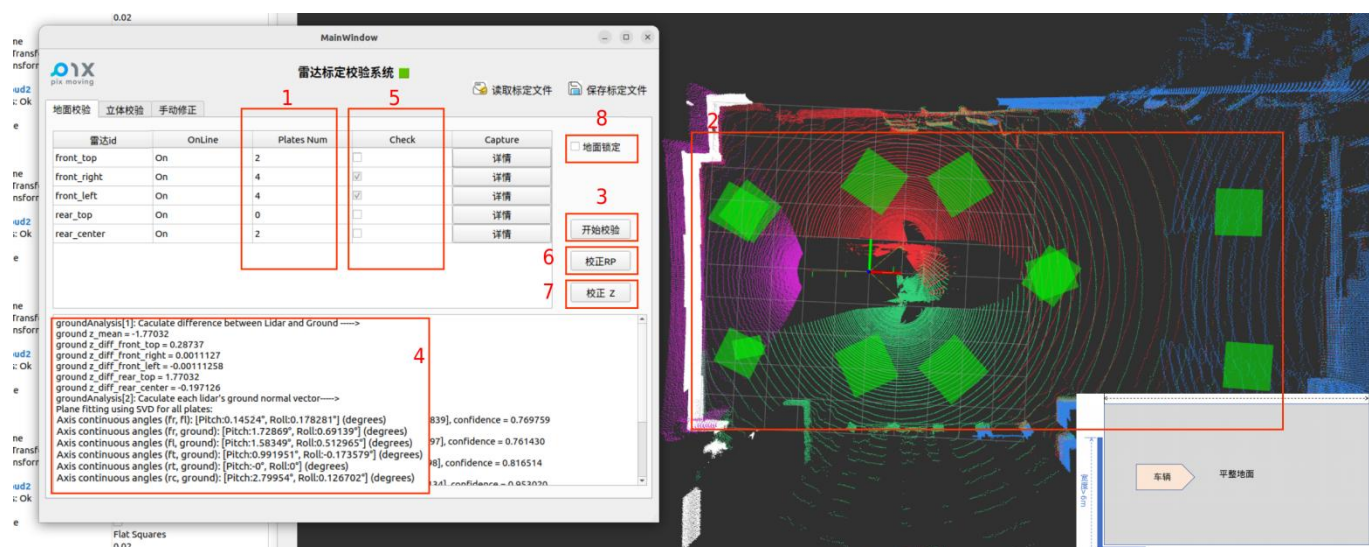 0.02
MainWindow
pix moving
雷达标定校验系统
读取标定文件
保存标定文件
1
5
8
2
地面校验
立体校验
手动修正
雷达id OnLine Plates Num Check Capture
front_top On 2 详情
front_right On 4 详情
front_left On 4 详情
rear_top On 0 详情
rear_center On 2 详情
地面锁定
3
开始校验
6
校正RP
7
校正 Z
groundAnalysis[1]: Caculate difference between Lidar and Ground ---->
ground z_mean = -1.77032
ground z_diff_front_top = 0.28737
ground z_diff_front_right = 0.0011127
ground z_diff_front_left = -0.00111258
ground z_diff_rear_top = 1.77032
ground z_diff_rear_center = -0.197126
groundAnalysis[2]: Caculate each lidar's ground normal vector---->
Plane fitting using SVD for all plates:
Axis continuous angles (fr, fl): [Pitch:0.14524°, Roll:0.178281°] (degrees)
Axis continuous angles (fr, ground): [Pitch:1.72869°, Roll:0.69139°] (degrees)
Axis continuous angles (fl, ground): [Pitch:1.58349°, Roll:0.512965°] (degrees)
Axis continuous angles (ft, ground): [Pitch:0.991951°, Roll:-0.173579°] (degrees)
Axis continuous angles (rt, ground): [Pitch:-0°, Roll:0°] (degrees)
Axis continuous angles (rc, ground): [Pitch:2.79954°, Roll:0.126702°] (degrees)
4
839], confidence = 0.769759
97], confidence = 0.761430
98], confidence = 0.816514
134], confidence = 0.953020
车辆
平整地面
宽度>6m
Flat Squares
0.02